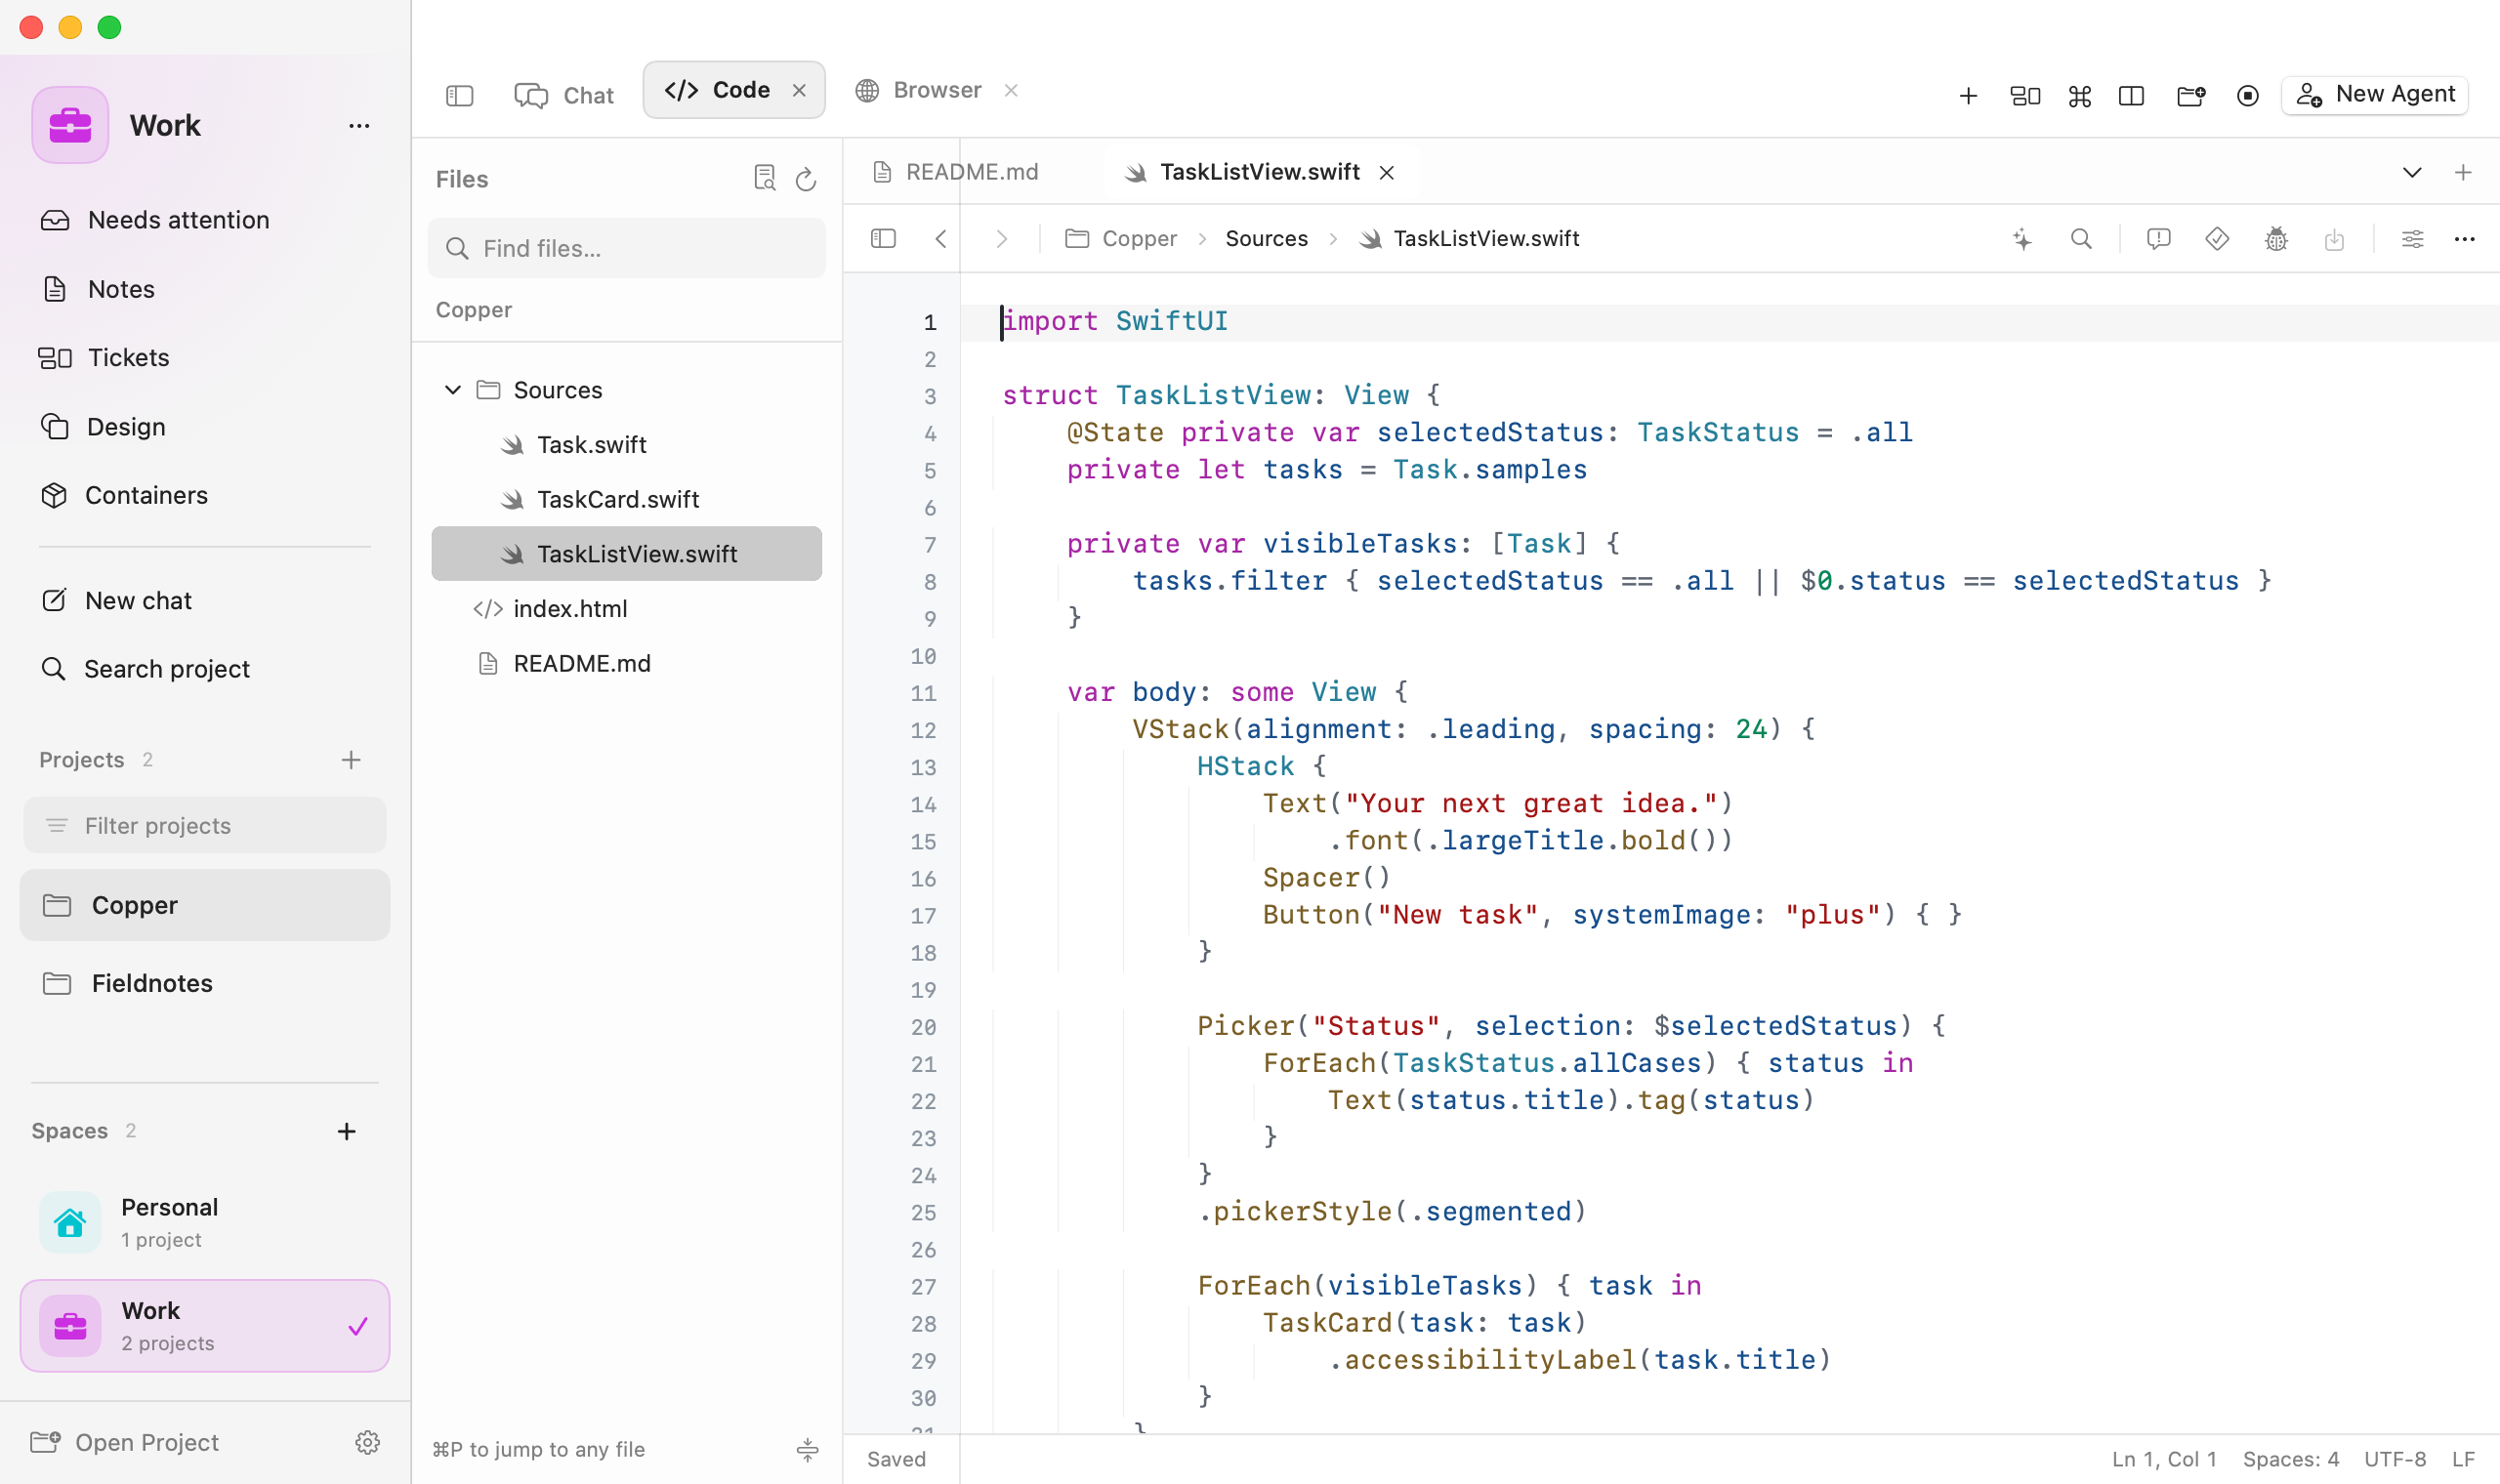 Work
Needs attention
Notes
Tickets
Design
Containers
New chat
Search project
Projects 2
Filter projects
Copper
Fieldnotes
Spaces 2
Personal
1 project
Work
2 projects
Open Project
Chat
</> Code
Browser
New Agent
Files
Find files...
Copper
Sources
Task.swift
TaskCard.swift
TaskListView.swift
</> index.html
README.md
⌘P to jump to any file
README.md
TaskListView.swift
Copper > Sources > TaskListView.swift
1 import SwiftUI
2
3 struct TaskListView: View {
4     @State private var selectedStatus: TaskStatus = .all
5     private let tasks = Task.samples
6
7     private var visibleTasks: [Task] {
8         tasks.filter { selectedStatus == .all || $0.status == selectedStatus }
9     }
10
11     var body: some View {
12         VStack(alignment: .leading, spacing: 24) {
13             HStack {
14                 Text("Your next great idea.")
15                     .font(.largeTitle.bold())
16                 Spacer()
17                 Button("New task", systemImage: "plus") { }
18             }
19
20             Picker("Status", selection: $selectedStatus) {
21                 ForEach(TaskStatus.allCases) { status in
22                     Text(status.title).tag(status)
23                 }
24             }
25             .pickerStyle(.segmented)
26
27             ForEach(visibleTasks) { task in
28                 TaskCard(task: task)
29                     .accessibilityLabel(task.title)
30             }
31         }
Saved
Ln 1, Col 1
Spaces: 4
UTF-8
LF